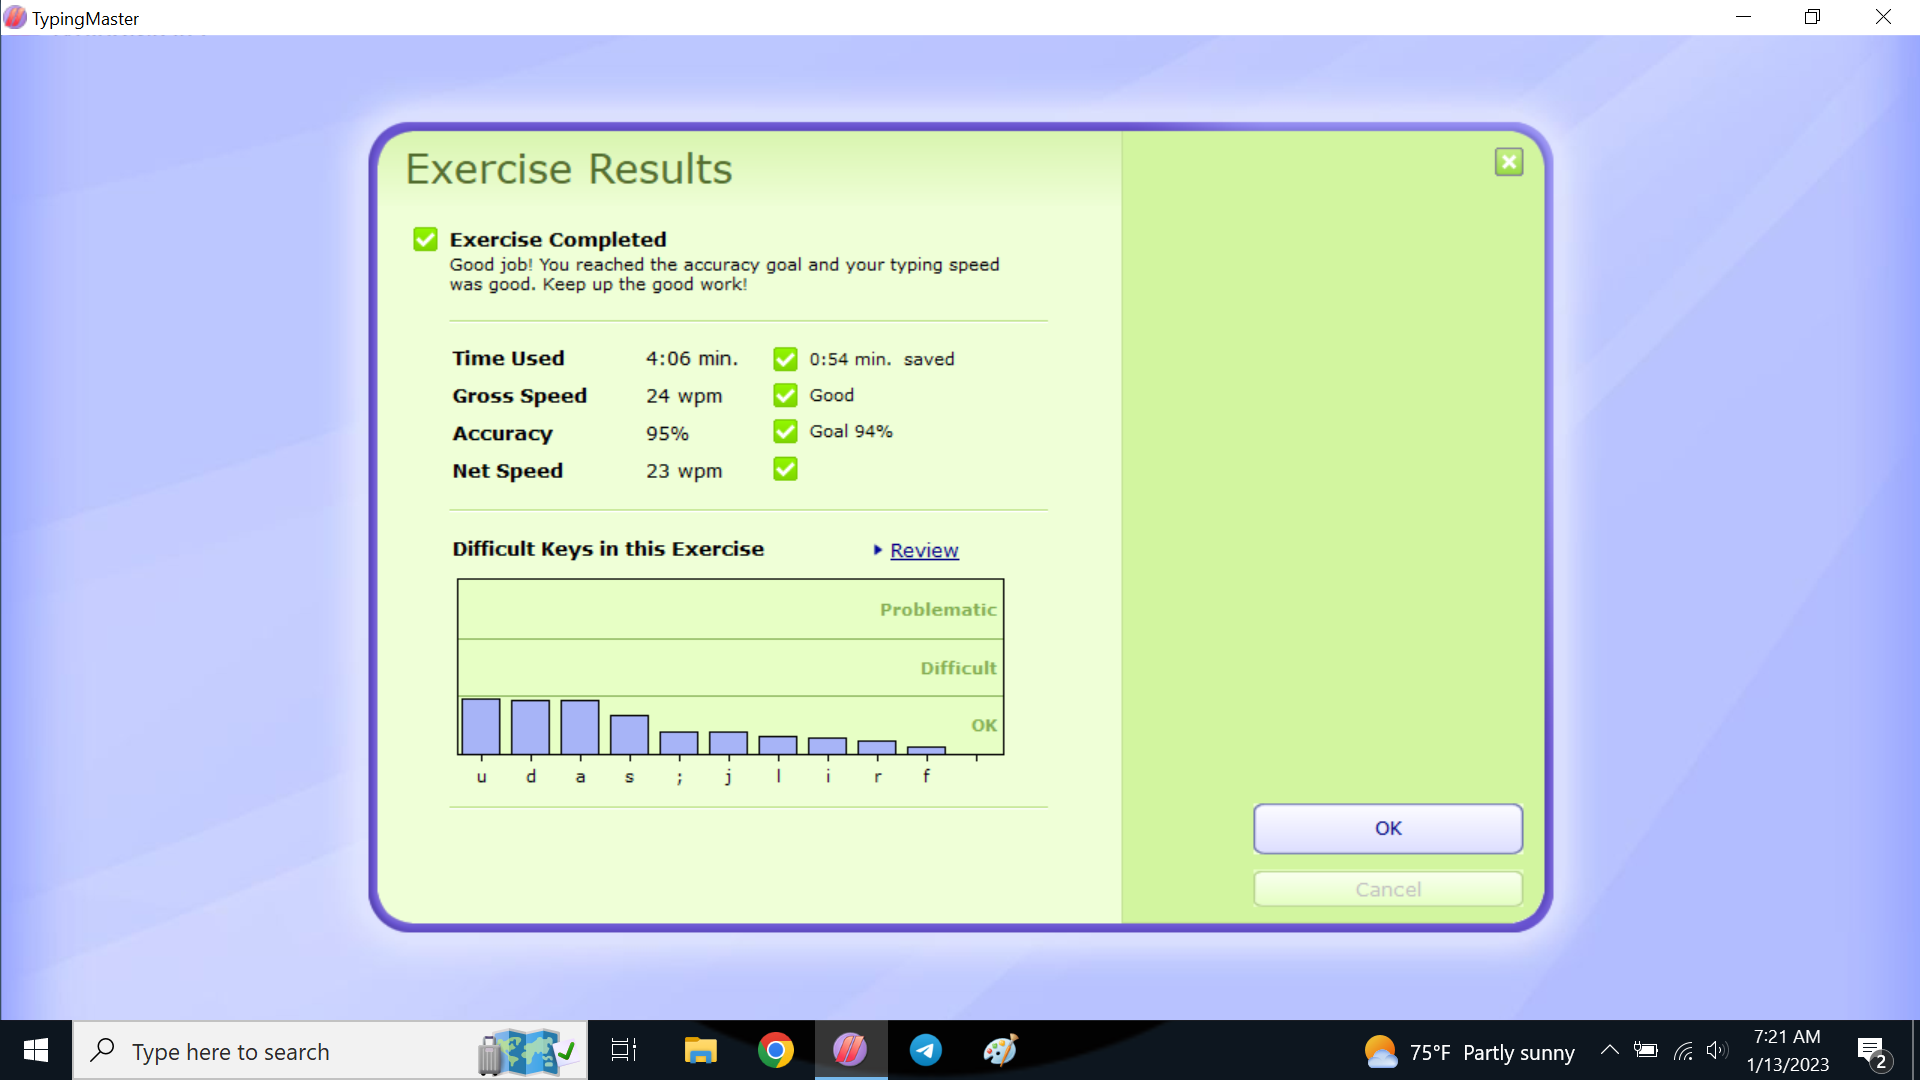 TypingMaster
Exercise Results
Exercise Completed
Good job! You reached the accuracy goal and your typing speed
was good. Keep up the good work!
Time Used 4:06 min. 0:54 min. saved
Gross Speed 24 wpm Good
Accuracy 95% Goal 94%
Net Speed 23 wpm
Difficult Keys in this Exercise Review
Problematic
Difficult
OK
u d a s ; j l i r f
OK
Cancel
Type here to search
75°F Partly sunny
7:21 AM
1/13/2023
2